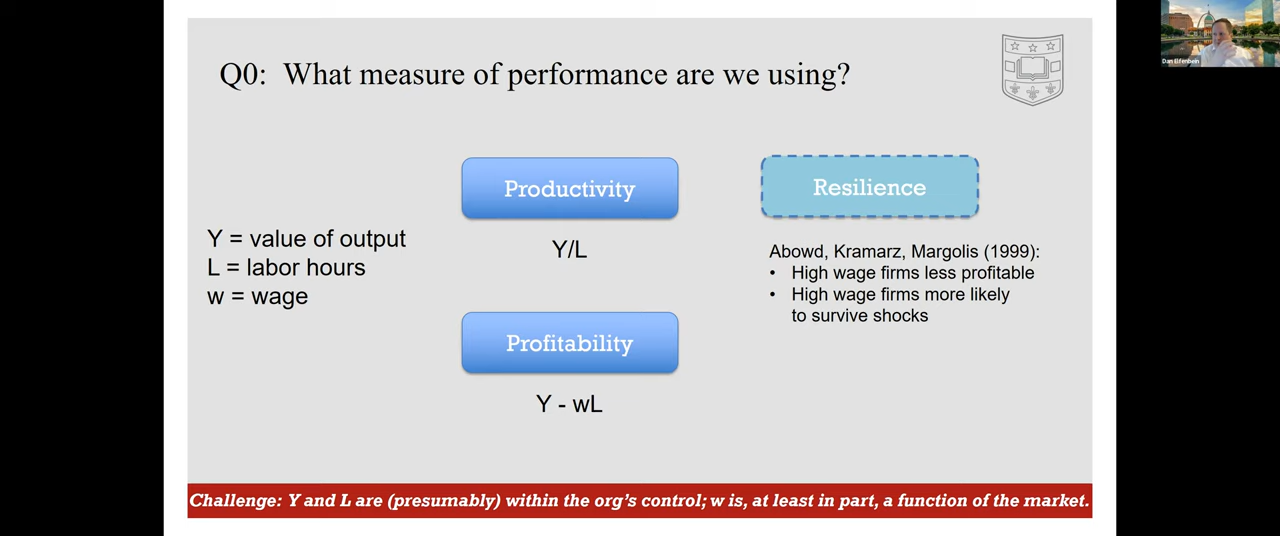 Q0: What measure of performance are we using?
Dan Elfenbein
Productivity
Resilience
Y = value of output
L = labor hours
w = wage
Y/L
Abowd, Kramarz, Margolis (1999):
• High wage firms less profitable
• High wage firms more likely
to survive shocks
Profitability
Y - wL
Challenge: Y and L are (presumably) within the org's control; w is, at least in part, a function of the market.